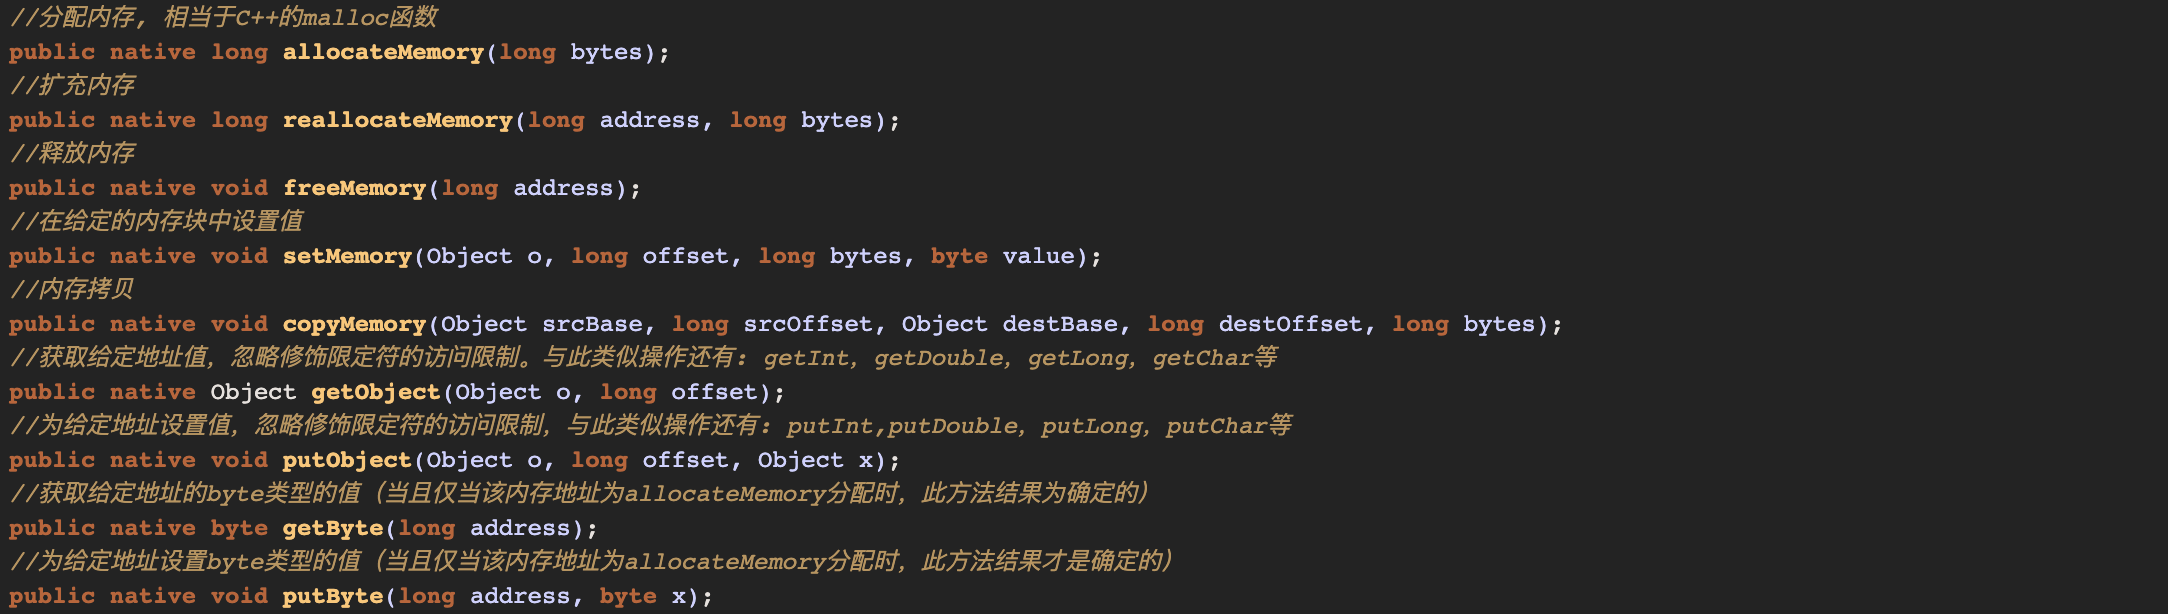 //分配内存, 相当于C++的malloc函数
public native long allocateMemory(long bytes);
//扩充内存
public native long reallocateMemory(long address, long bytes);
//释放内存
public native void freeMemory(long address);
//在给定的内存块中设置值
public native void setMemory(Object o, long offset, long bytes, byte value);
//内存拷贝
public native void copyMemory(Object srcBase, long srcOffset, Object destBase, long destOffset, long bytes);
//获取给定地址值，忽略修饰限定符的访问限制。与此类似操作还有: getInt，getDouble，getLong，getChar等
public native Object getObject(Object o, long offset);
//为给定地址设置值，忽略修饰限定符的访问限制，与此类似操作还有: putInt,putDouble，putLong，putChar等
public native void putObject(Object o, long offset, Object x);
//获取给定地址的byte类型的值（当且仅当该内存地址为allocateMemory分配时，此方法结果为确定的）
public native byte getByte(long address);
//为给定地址设置byte类型的值（当且仅当该内存地址为allocateMemory分配时，此方法结果才是确定的）
public native void putByte(long address, byte x);